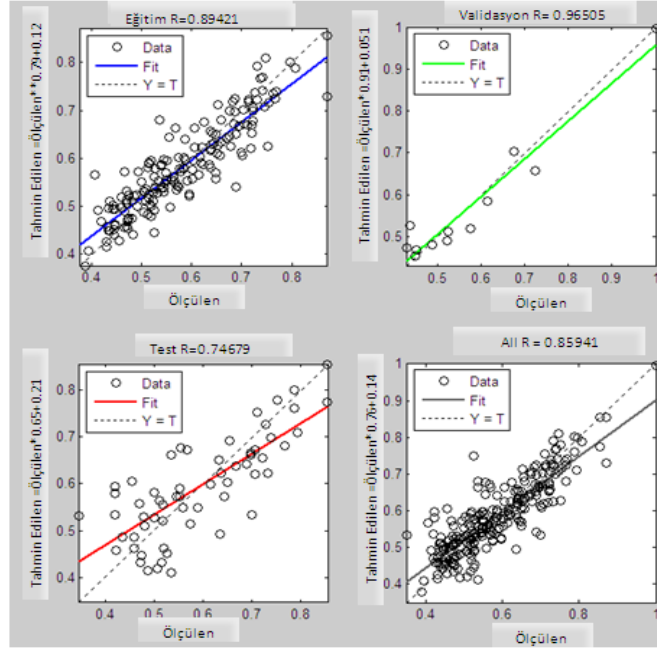 Eğitim R=0.89421
Tahmin Edilen =Ölçülen**0.79+0.12
Data
Fit
Y = T
0.8
0.7
0.6
0.5
0.4
0.4 0.5 0.6 0.7 0.8
Ölçülen
Validasyon R= 0.96505
Tahmin Edilen =Ölçülen*0.91+0.051
Data
Fit
Y = T
1
0.9
0.8
0.7
0.6
0.5
0.6 0.8 1
Ölçülen
Test R=0.74679
Tahmin Edilen =Ölçülen*0.65+0.21
Data
Fit
Y = T
0.8
0.7
0.6
0.5
0.4
0.4 0.5 0.6 0.7 0.8
Ölçülen
All R = 0.85941
Tahmin Edilen =Ölçülen*0.76+0.14
Data
Fit
Y = T
1
0.9
0.8
0.7
0.6
0.5
0.4
0.4 0.6 0.8 1
Ölçülen